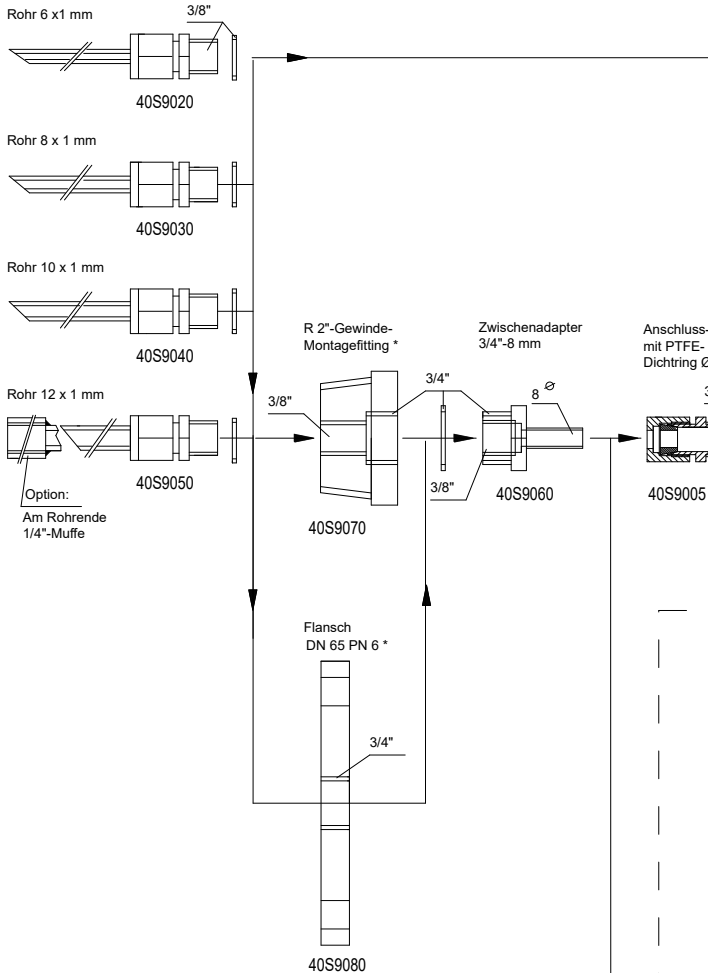 Rohr 6 x1 mm
3/8"
40S9020
Rohr 8 x 1 mm
40S9030
Rohr 10 x 1 mm
40S9040
R 2"-Gewinde-
Montagefitting *
Zwischenadapter
3/4"-8 mm
Anschluss-
mit PTFE-
Dichtring Ø
Rohr 12 x 1 mm
3/8"
3/4"
8 Ø
3
40S9050
3/8"
40S9060
40S9005
Option:
Am Rohrende
1/4"-Muffe
40S9070
Flansch
DN 65 PN 6 *
3/4"
40S9080